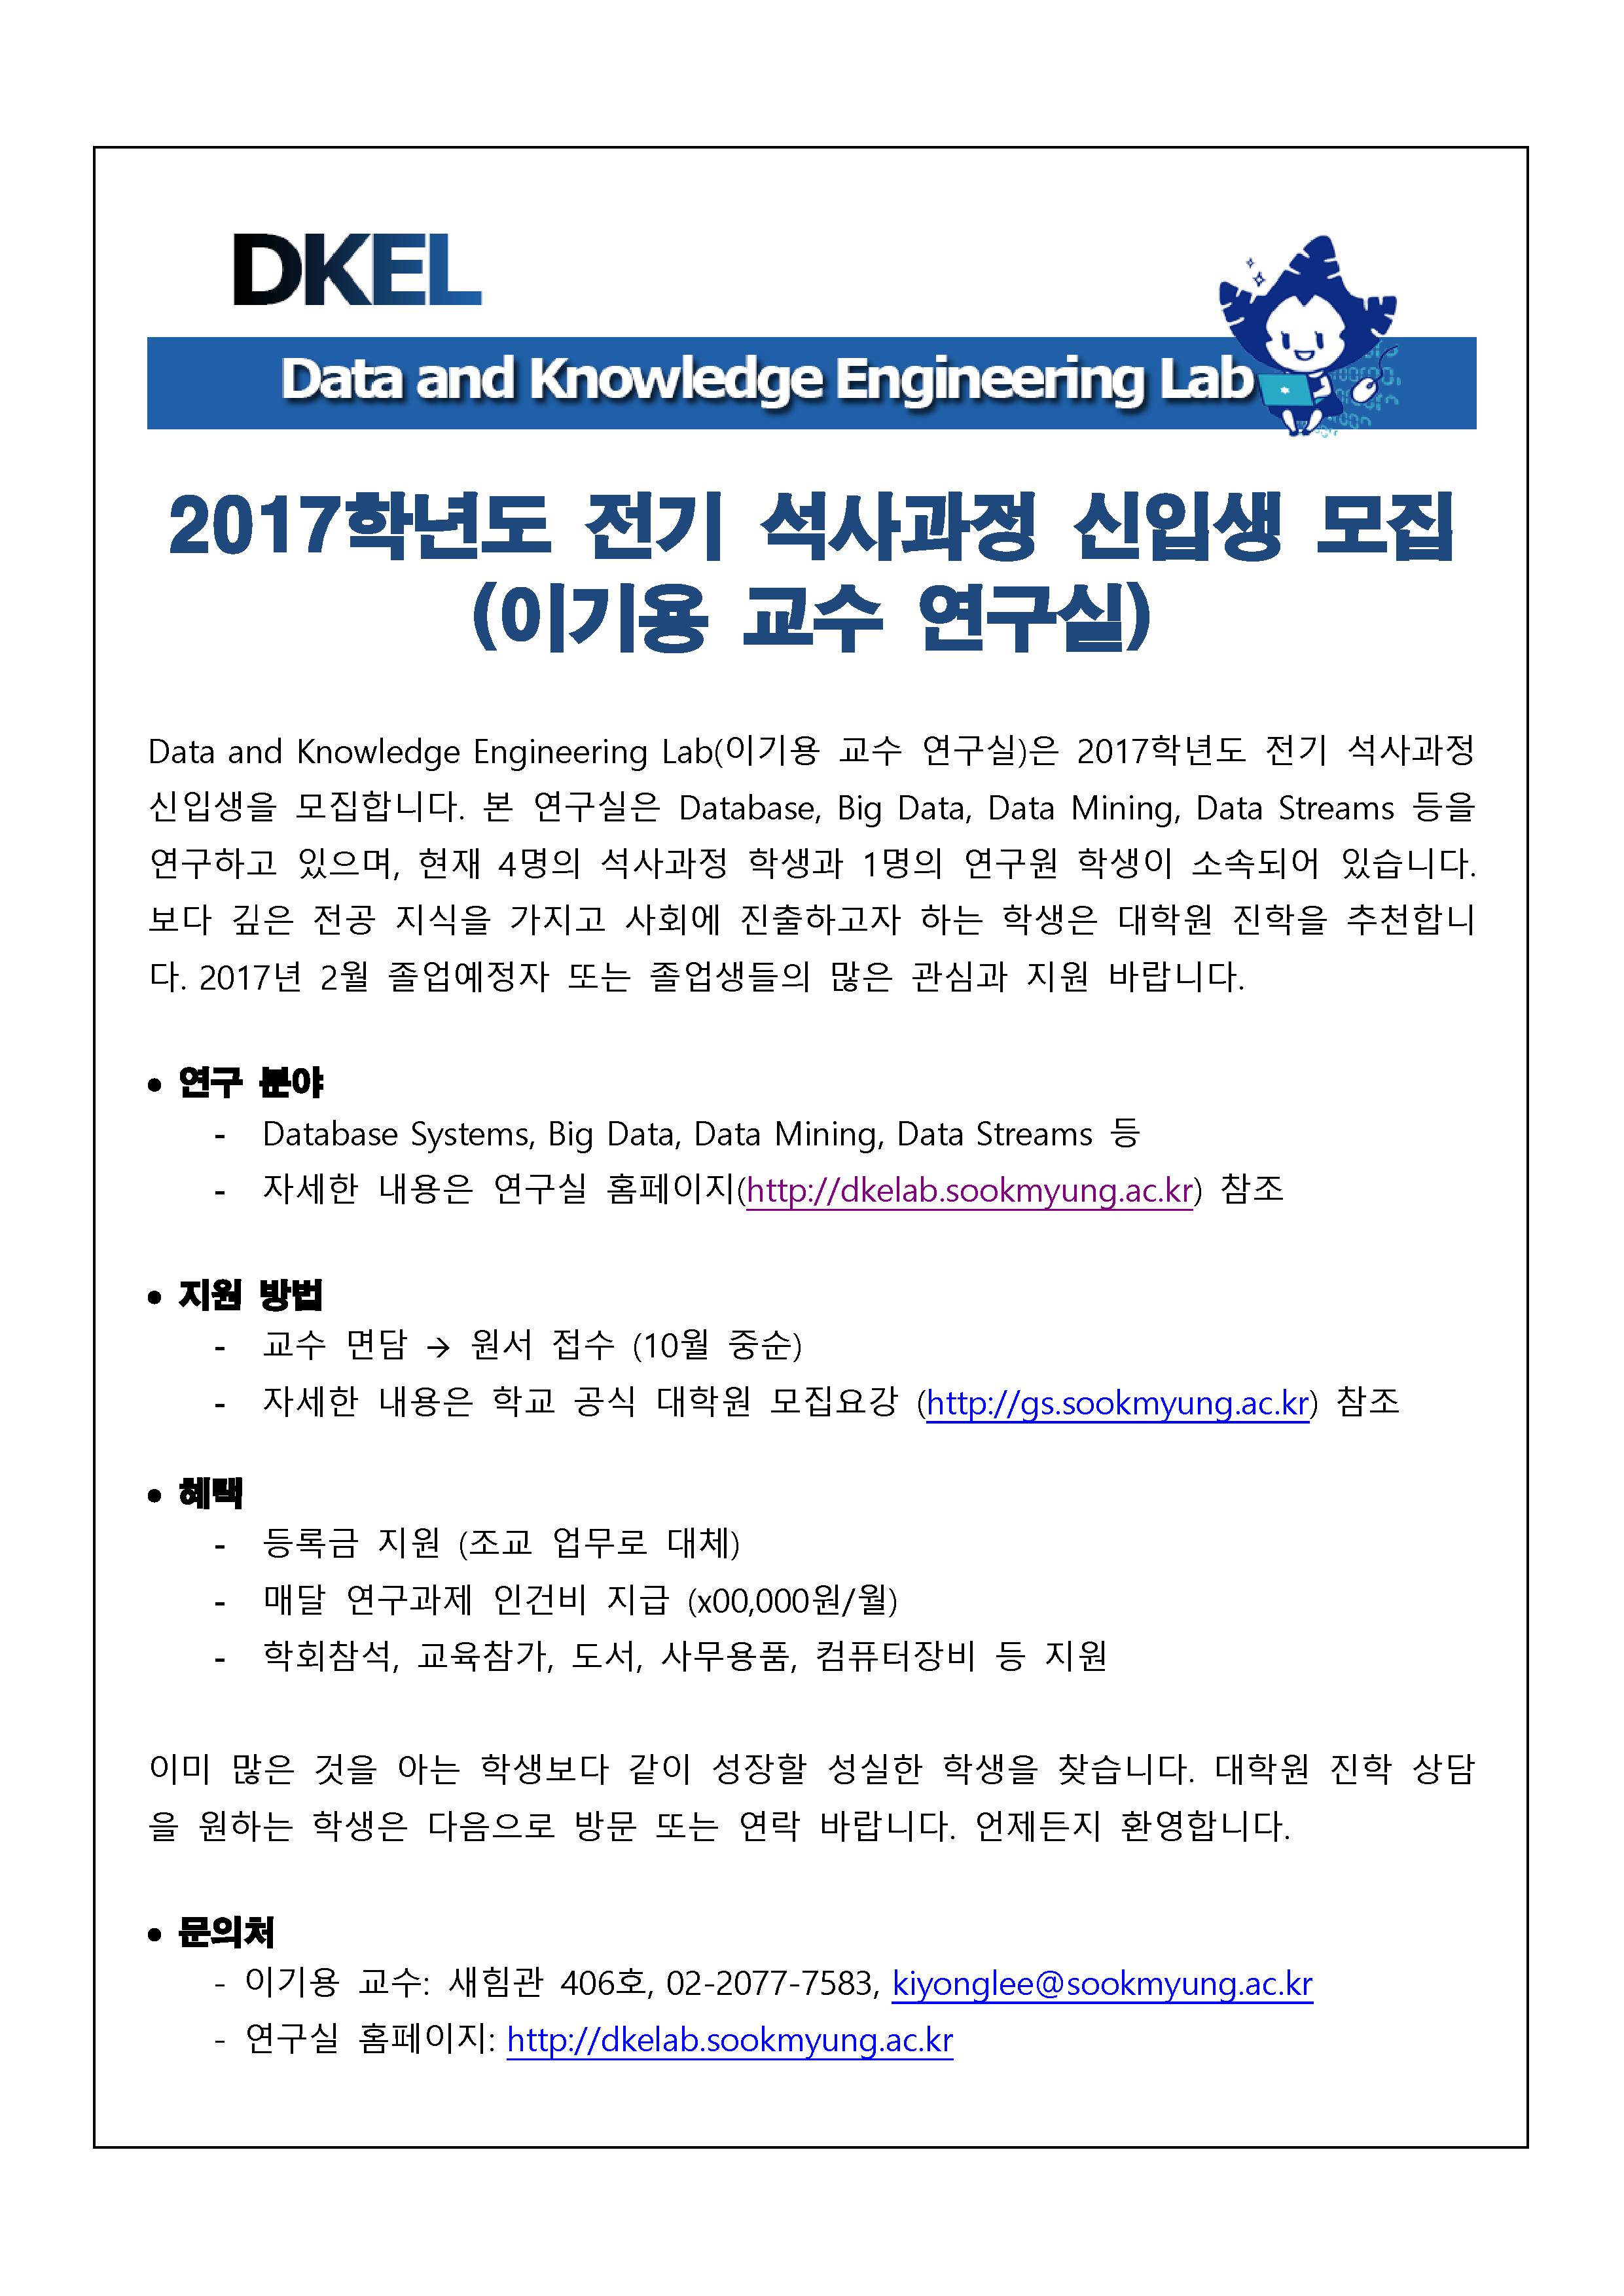 DKEL
Data and Knowledge Engineering Lab
2017학년도 전기 석사과정 신입생 모집
(이기용 교수 연구실)
Data and Knowledge Engineering Lab(이기용 교수 연구실)은 2017학년도 전기 석사과정
신입생을 모집합니다. 본 연구실은 Database, Big Data, Data Mining, Data Streams 등을
연구하고 있으며, 현재 4명의 석사과정 학생과 1명의 연구원 학생이 소속되어 있습니다.
보다 깊은 전공 지식을 가지고 사회에 진출하고자 하는 학생은 대학원 진학을 추천합니
다. 2017년 2월 졸업예정자 또는 졸업생들의 많은 관심과 지원 바랍니다.
• 연구 분야
- Database Systems, Big Data, Data Mining, Data Streams 등
- 자세한 내용은 연구실 홈페이지(http://dkelab.sookmyung.ac.kr) 참조
• 지원 방법
- 교수 면담 → 원서 접수 (10월 중순)
- 자세한 내용은 학교 공식 대학원 모집요강 (http://gs.sookmyung.ac.kr) 참조
• 혜택
- 등록금 지원 (조교 업무로 대체)
- 매달 연구과제 인건비 지급 (x00,000원/월)
- 학회참석, 교육참가, 도서, 사무용품, 컴퓨터장비 등 지원
이미 많은 것을 아는 학생보다 같이 성장할 성실한 학생을 찾습니다. 대학원 진학 상담
을 원하는 학생은 다음으로 방문 또는 연락 바랍니다. 언제든지 환영합니다.
• 문의처
- 이기용 교수: 새힘관 406호, 02-2077-7583, kiyonglee@sookmyung.ac.kr
- 연구실 홈페이지: http://dkelab.sookmyung.ac.kr